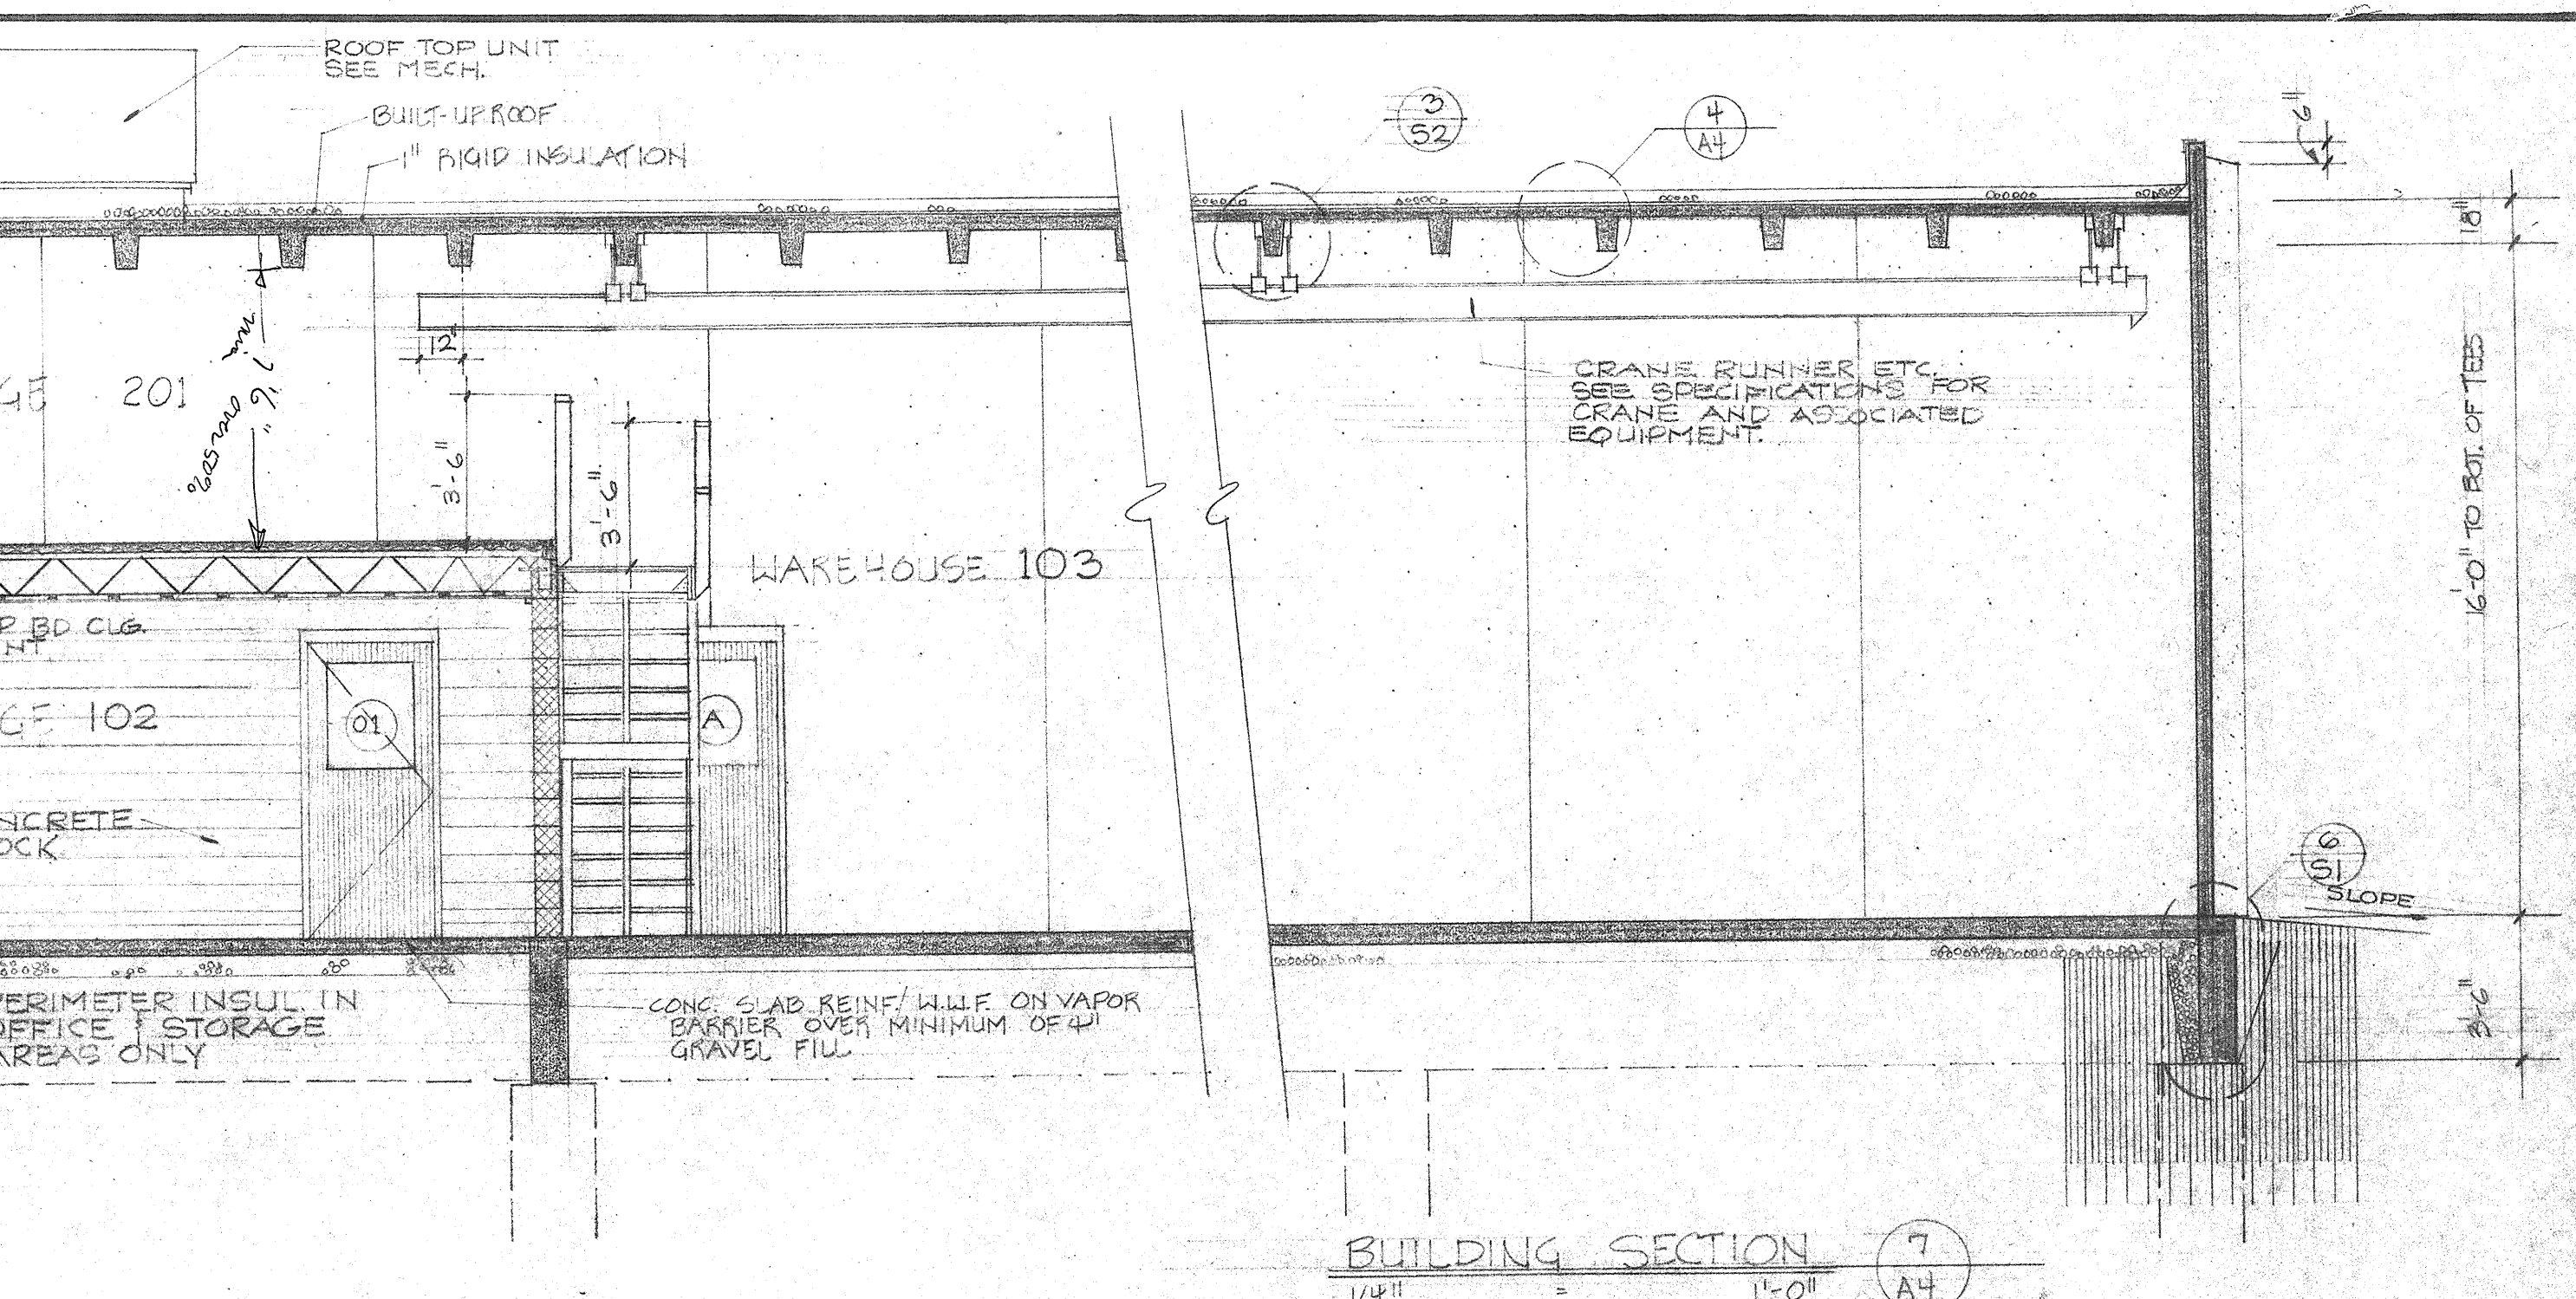 ROOF TOP UNIT
SEE MECH.
BUILT-UP ROOF
1" RIGID INSULATION
3
S2
4
A4
6"
18"
16'-0" TO BOT. OF TEES
12"
3'-6"
3'-6"
201
CRANE RUNNER ETC.
SEE SPECIFICATIONS FOR
CRANE AND ASSOCIATED
EQUIPMENT.
WAREHOUSE 103
P BD CLG.
NT
GE 102
01
A
NCRETE
OCK
6
S1
SLOPE
3'-6"
PERIMETER INSUL. IN
OFFICE & STORAGE
AREAS ONLY
CONC. SLAB REINF/ W.W.F. ON VAPOR
BARRIER OVER MINIMUM OF 4"
GRAVEL FILL
BUILDING SECTION
7
A4
1/4" = 1'-0"